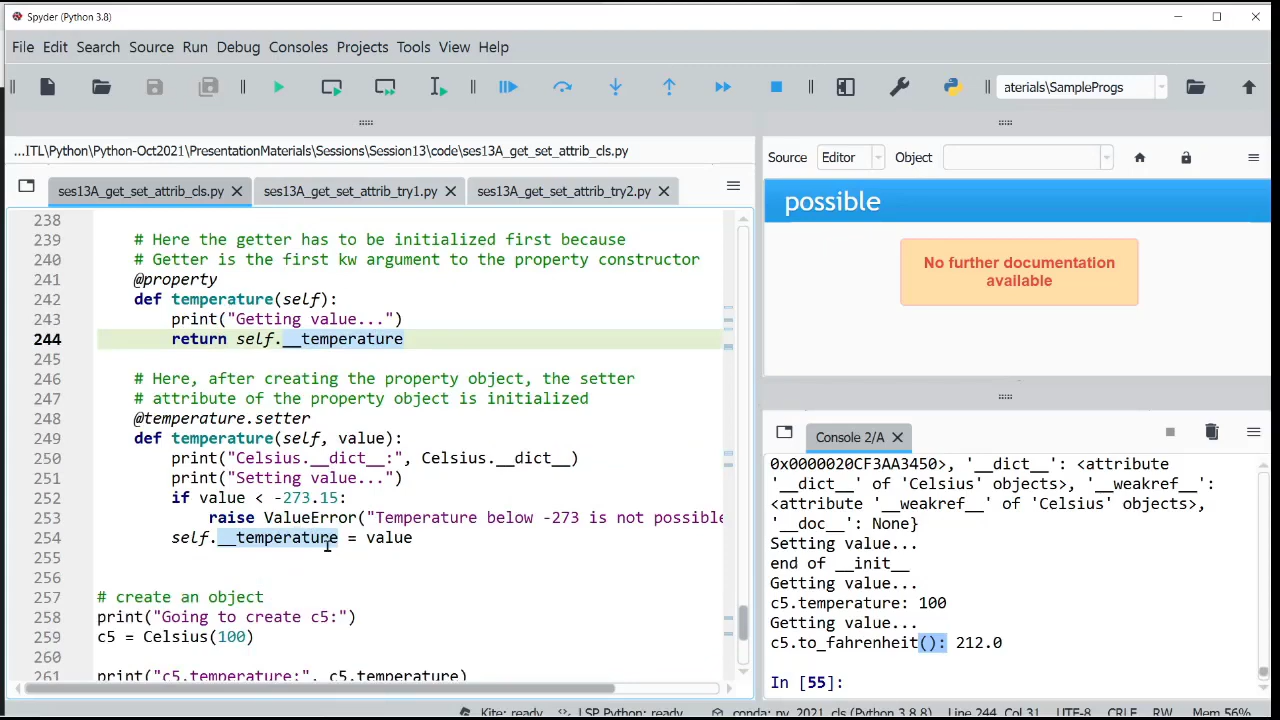 Spyder (Python 3.8)
File Edit Search Source Run Debug Consoles Projects Tools View Help
aterials\SampleProgs
...ITL\Python\Python-Oct2021\PresentationMaterials\Sessions\Session13\code\ses13A_get_set_attrib_cls.py
ses13A_get_set_attrib_cls.py ses13A_get_set_attrib_try1.py ses13A_get_set_attrib_try2.py
238
239 # Here the getter has to be initialized first because
240 # Getter is the first kw argument to the property constructor
241 @property
242 def temperature(self):
243 print("Getting value...")
244 return self.__temperature
245
246 # Here, after creating the property object, the setter
247 # attribute of the property object is initialized
248 @temperature.setter
249 def temperature(self, value):
250 print("Celsius.__dict__:", Celsius.__dict__)
251 print("Setting value...")
252 if value < -273.15:
253 raise ValueError("Temperature below -273 is not possible
254 self.__temperature = value
255
256
257 # create an object
258 print("Going to create c5:")
259 c5 = Celsius(100)
260
261 print("c5.temperature:", c5.temperature)
Source Editor Object
possible
No further documentation
available
Console 2/A
0x0000020CF3AA3450>, '__dict__': <attribute
'__dict__' of 'Celsius' objects>, '__weakref__':
<attribute '__weakref__' of 'Celsius' objects>,
'__doc__': None}
Setting value...
end of __init__
Getting value...
c5.temperature: 100
Getting value...
c5.to_fahrenheit(): 212.0
In [55]:
Kite: ready LSP Python: ready conda: py_2021_cls (Python 3.8.8) Line 244, Col 31 UTF-8 CRLF RW Mem 56%